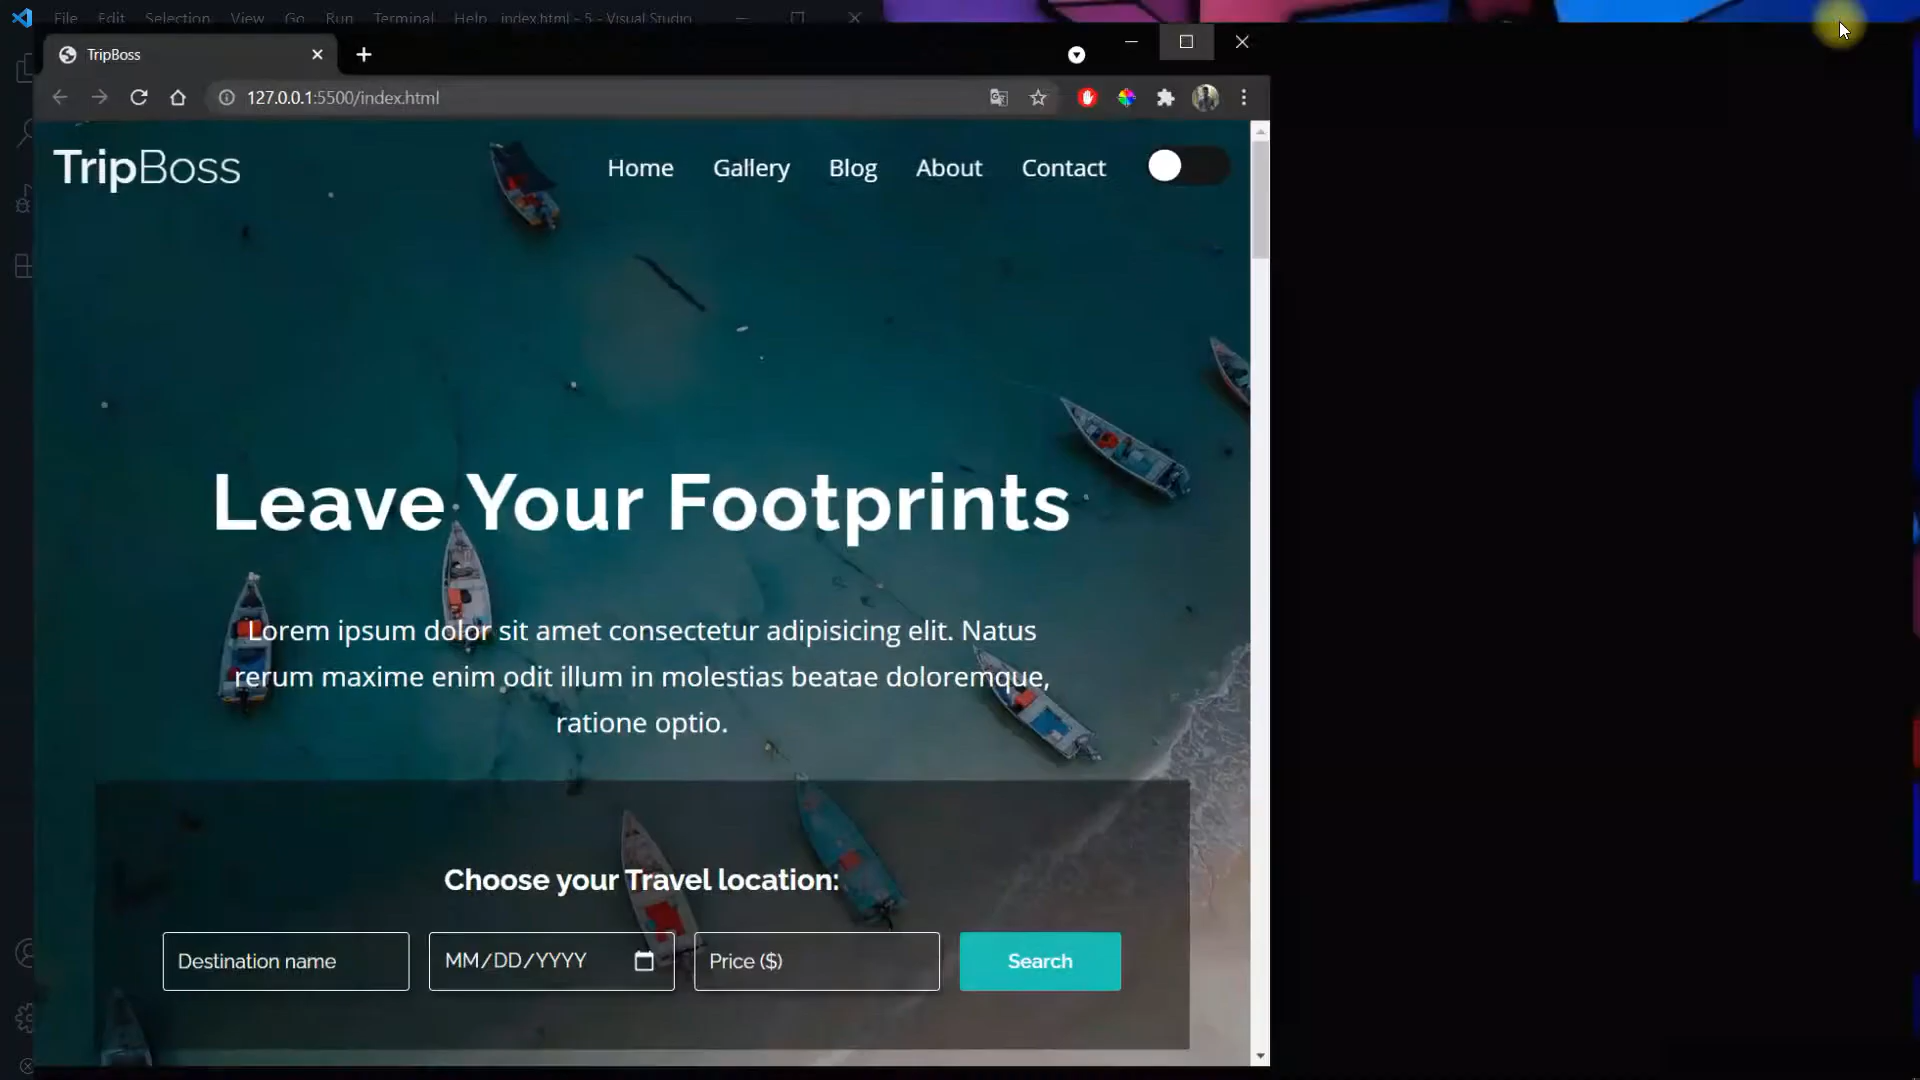 File Edit Selection View Go Run Terminal Help index.html - 5 - Visual Studio
TripBoss
127.0.0.1:5500/index.html
TripBoss
Home Gallery Blog About Contact
Leave Your Footprints
Lorem ipsum dolor sit amet consectetur adipisicing elit. Natus
rerum maxime enim odit illum in molestias beatae doloremque,
ratione optio.
Choose your Travel location:
Destination name MM/DD/YYYY Price ($) Search